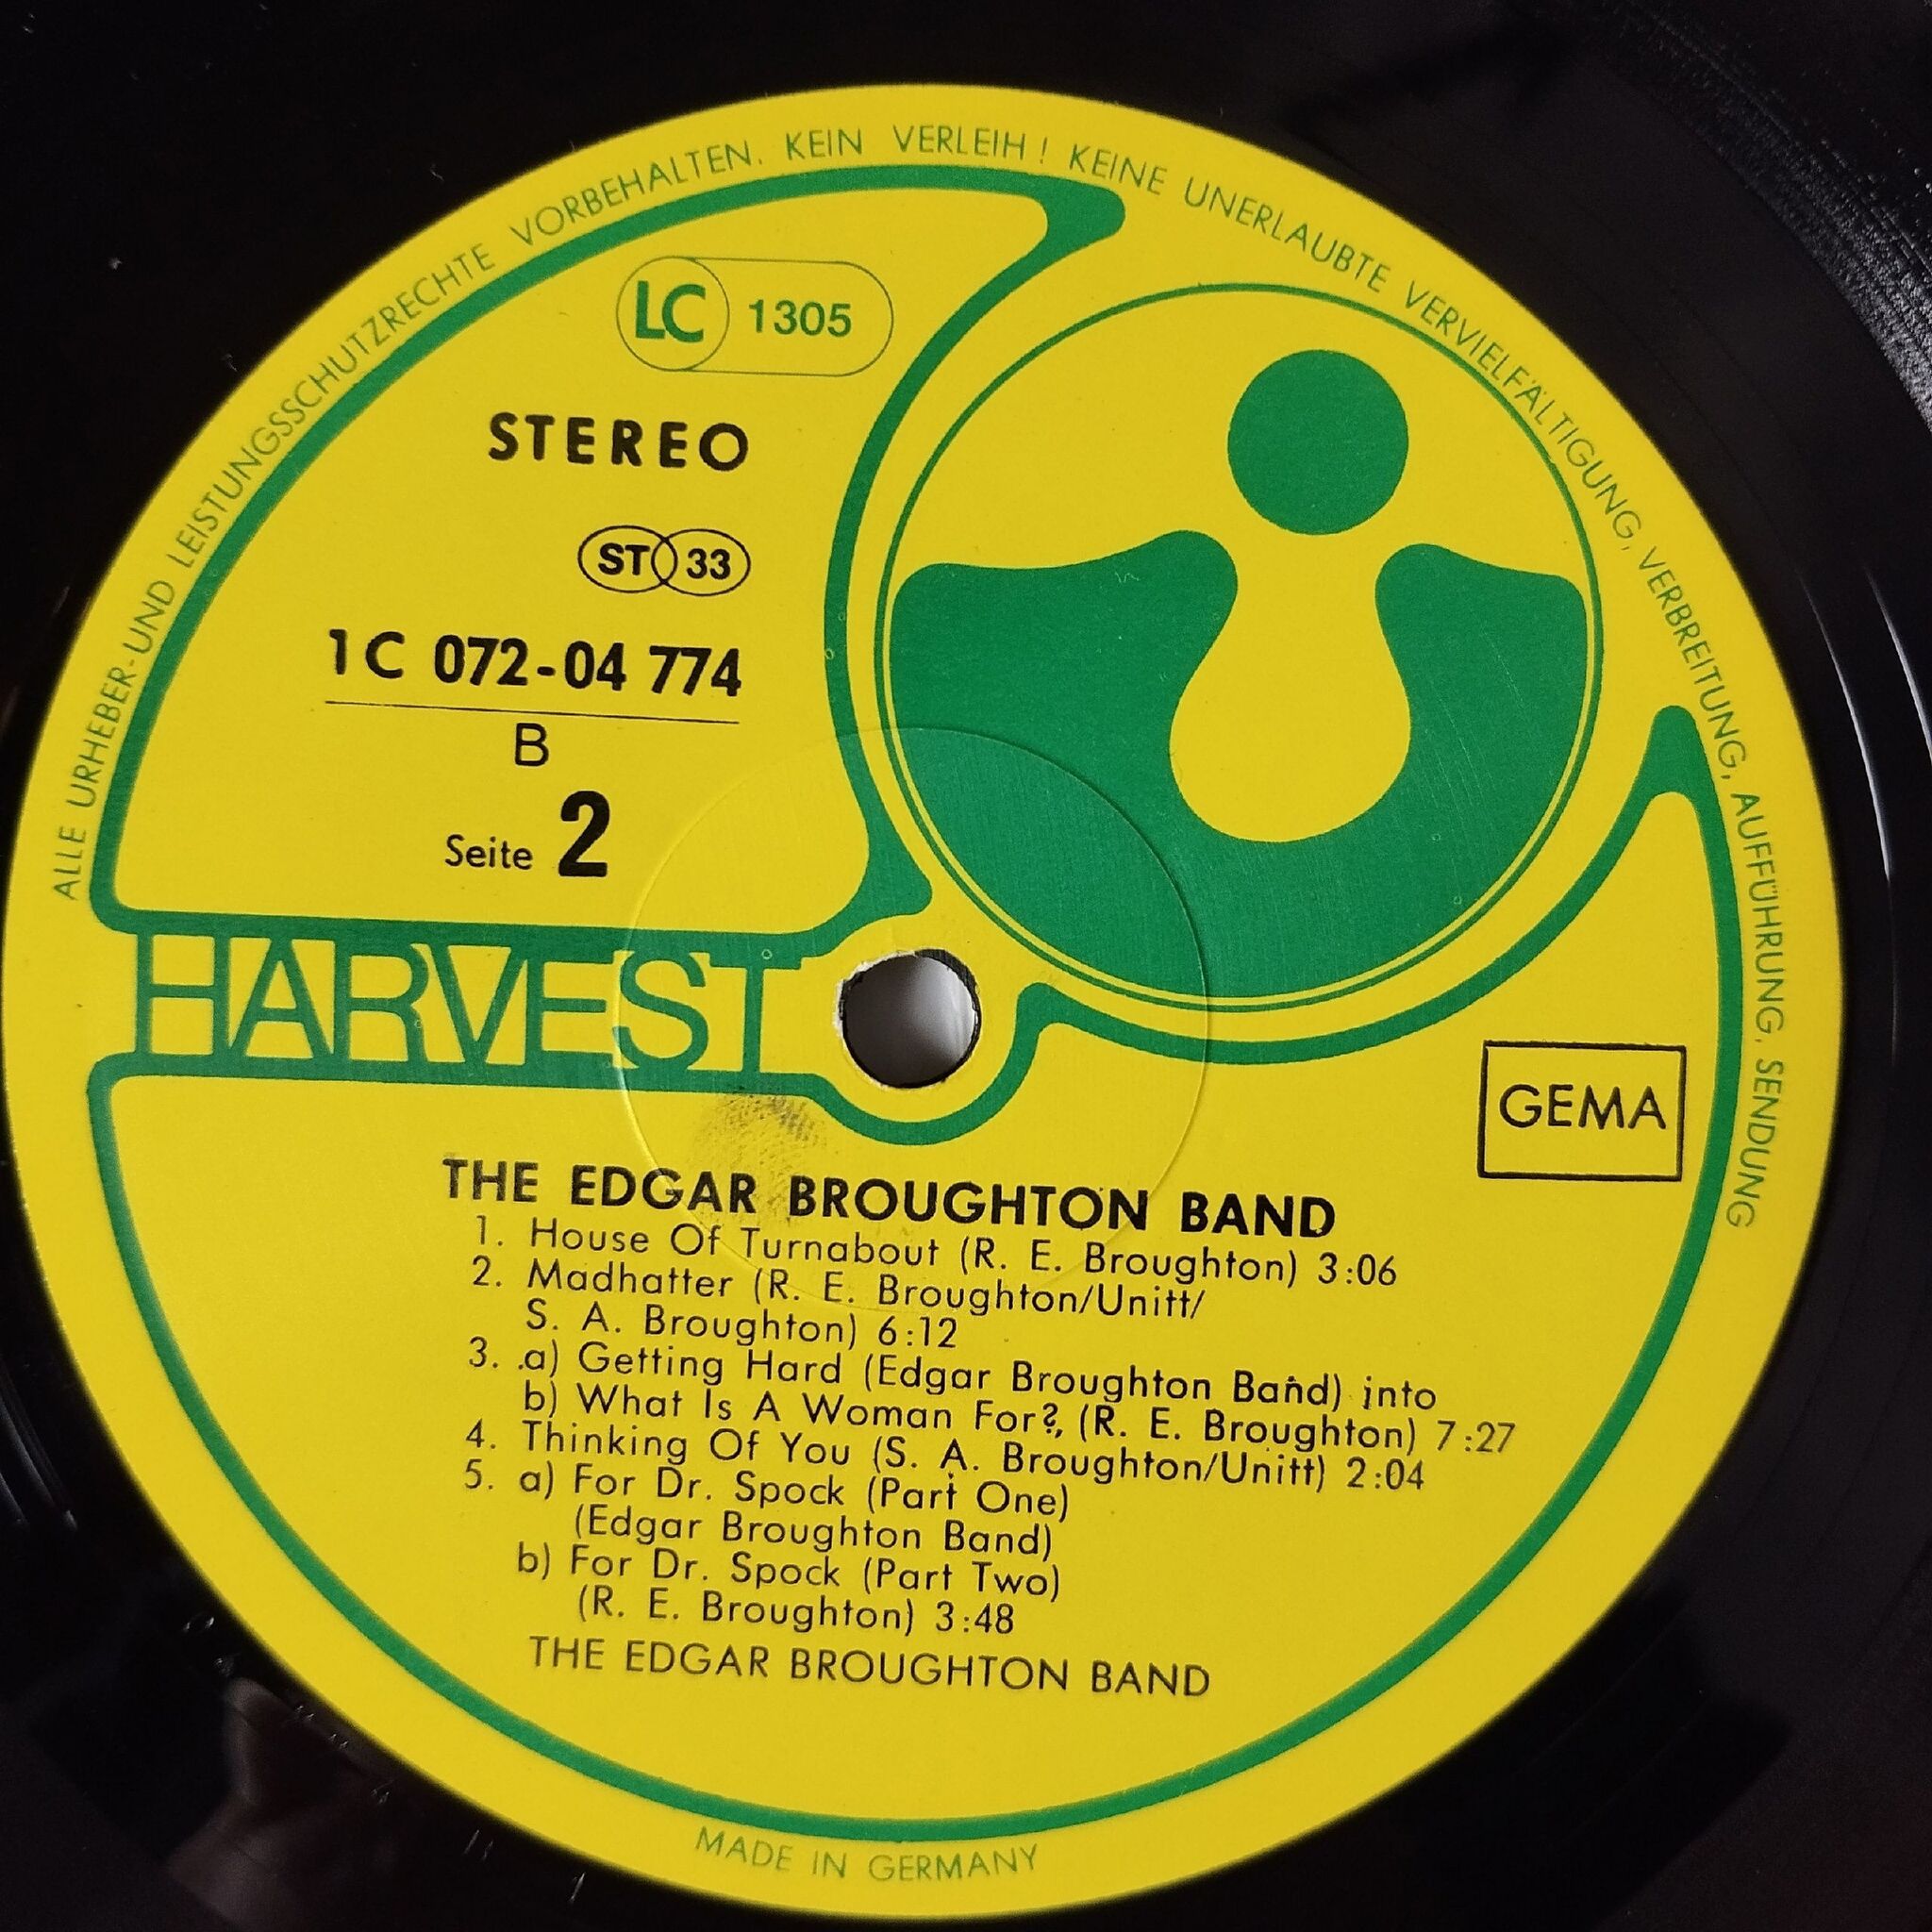 ALLE URHEBER- UND LEISTUNGSSCHUTZRECHTE VORBEHALTEN. KEIN VERLEIH! KEINE UNERLAUBTE VERVIELFÄLTIGUNG, VERBREITUNG, AUFFÜHRUNG, SENDUNG
LC 1305
STEREO
ST 33
1C 072-04 774
B
Seite 2
HARVEST
GEMA
THE EDGAR BROUGHTON BAND
1. House Of Turnabout (R. E. Broughton) 3:06
2. Madhatter (R. E. Broughton/Unitt/
S. A. Broughton) 6:12
3. a) Getting Hard (Edgar Broughton Band) into
b) What Is A Woman For?, (R. E. Broughton) 7:27
4. Thinking Of You (S. A. Broughton/Unitt) 2:04
5. a) For Dr. Spock (Part One)
(Edgar Broughton Band)
b) For Dr. Spock (Part Two)
(R. E. Broughton) 3:48
THE EDGAR BROUGHTON BAND
MADE IN GERMANY